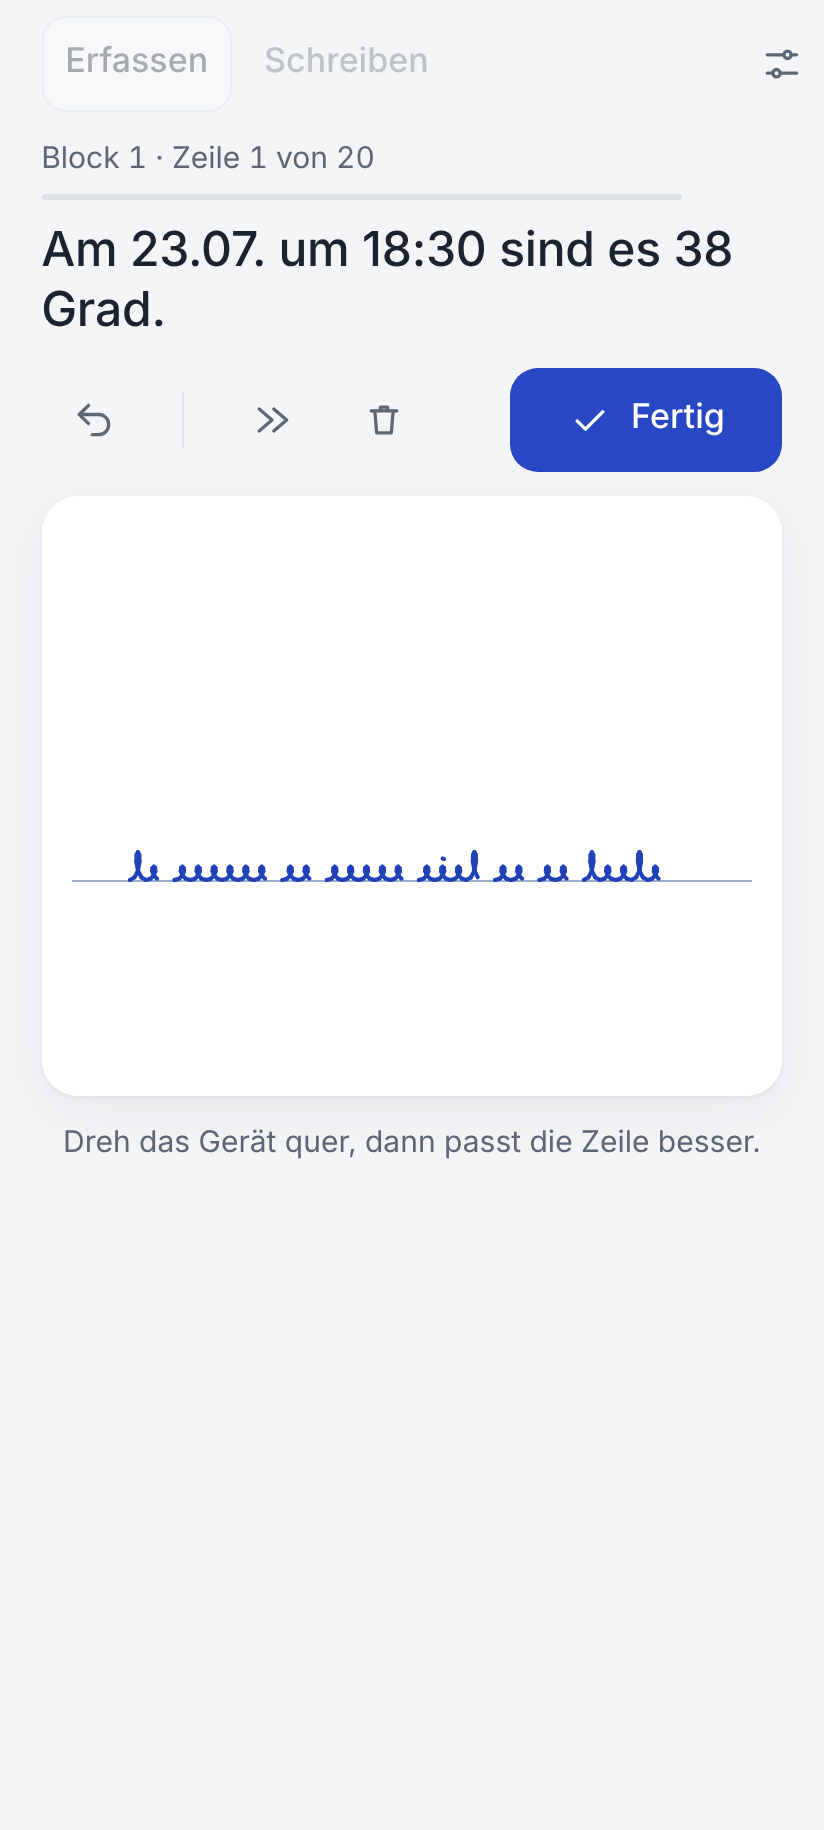 Erfassen
Schreiben
Block 1 · Zeile 1 von 20
Am 23.07. um 18:30 sind es 38
Grad.
Fertig
Dreh das Gerät quer, dann passt die Zeile besser.